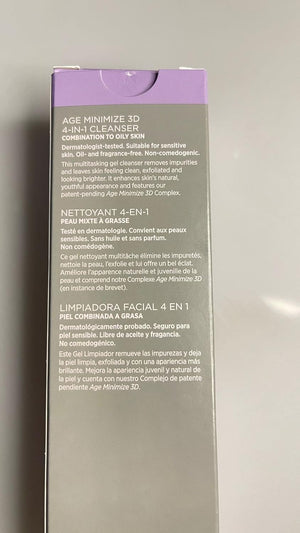 AGE MINIMIZE 3D
4-IN-1 CLEANSER
COMBINATION TO OILY SKIN
Dermatologist-tested. Suitable for sensitive
skin. Oil- and fragrance-free. Non-comedogenic.
This multitasking gel cleanser removes impurities
and leaves skin feeling clean, exfoliated and
looking brighter. It enhances skin's natural,
youthful appearance and features our
patent-pending Age Minimize 3D Complex.
NETTOYANT 4-EN-1
PEAU MIXTE À GRASSE
Testé en dermatologie. Convient aux peaux
sensibles. Sans huile et sans parfum.
Non comédogène.
Ce gel nettoyant multitâche élimine les impuretés,
nettoie la peau, l'exfolie et lui offre un bel éclat.
Améliore l'apparence naturelle et juvénile de la
peau et comprend notre Complexe Age Minimize 3D
(en instance de brevet).
LIMPIADORA FACIAL 4 EN 1
PIEL COMBINADA A GRASA
Dermatológicamente probado. Seguro para
piel sensible. Libre de aceite y fragancia.
No comedogénico.
Este Gel Limpiador remueve las impurezas y deja
la piel limpia, exfoliada y con una apariencia más
brillante. Mejora la apariencia juvenil y natural de
la piel y cuenta con nuestro Complejo de patente
pendiente Age Minimize 3D.